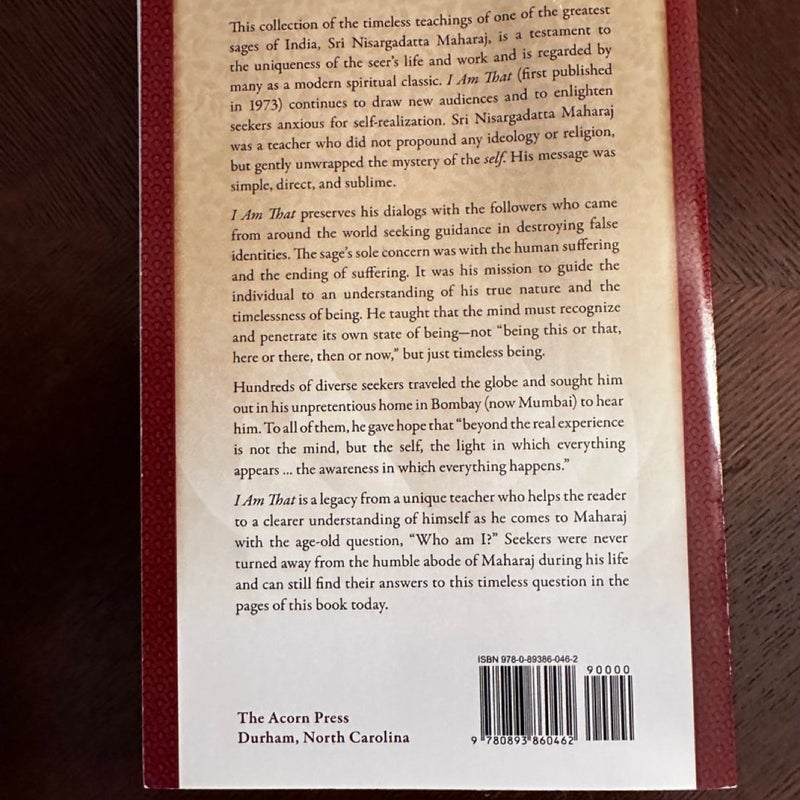 This collection of the timeless teachings of one of the greatest
sages of India, Sri Nisargadatta Maharaj, is a testament to
the uniqueness of the seer's life and work and is regarded by
many as a modern spiritual classic. I Am That (first published
in 1973) continues to draw new audiences and to enlighten
seekers anxious for self-realization. Sri Nisargadatta Maharaj
was a teacher who did not propound any ideology or religion,
but gently unwrapped the mystery of the self. His message was
simple, direct, and sublime.
I Am That preserves his dialogs with the followers who came
from around the world seeking guidance in destroying false
identities. The sage's sole concern was with the human suffering
and the ending of suffering. It was his mission to guide the
individual to an understanding of his true nature and the
timelessness of being. He taught that the mind must recognize
and penetrate its own state of being—not "being this or that,
here or there, then or now," but just timeless being.
Hundreds of diverse seekers traveled the globe and sought him
out in his unpretentious home in Bombay (now Mumbai) to hear
him. To all of them, he gave hope that "beyond the real experience
is not the mind, but the self, the light in which everything
appears ... the awareness in which everything happens."
I Am That is a legacy from a unique teacher who helps the reader
to a clearer understanding of himself as he comes to Maharaj
with the age-old question, "Who am I?" Seekers were never
turned away from the humble abode of Maharaj during his life
and can still find their answers to this timeless question in the
pages of this book today.
ISBN 978-0-89386-046-2
90000
9 780893 860462
The Acorn Press
Durham, North Carolina